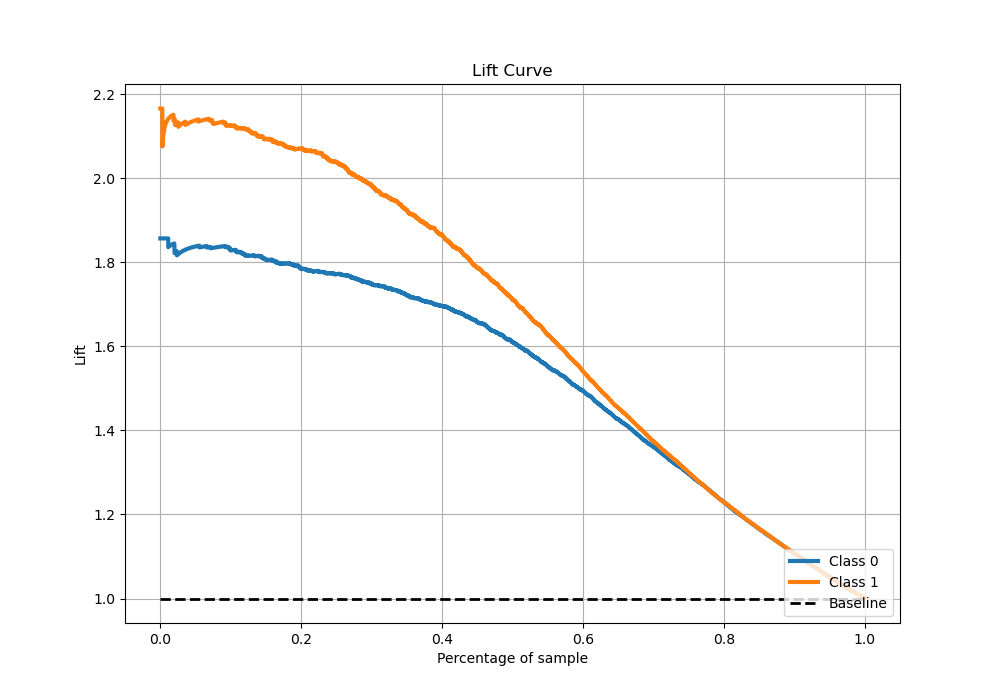 Lift Curve
2.2
2.0
1.8
1.6
1.4
1.2
1.0
Lift
0.0 0.2 0.4 0.6 0.8 1.0
Percentage of sample
Class 0
Class 1
Baseline